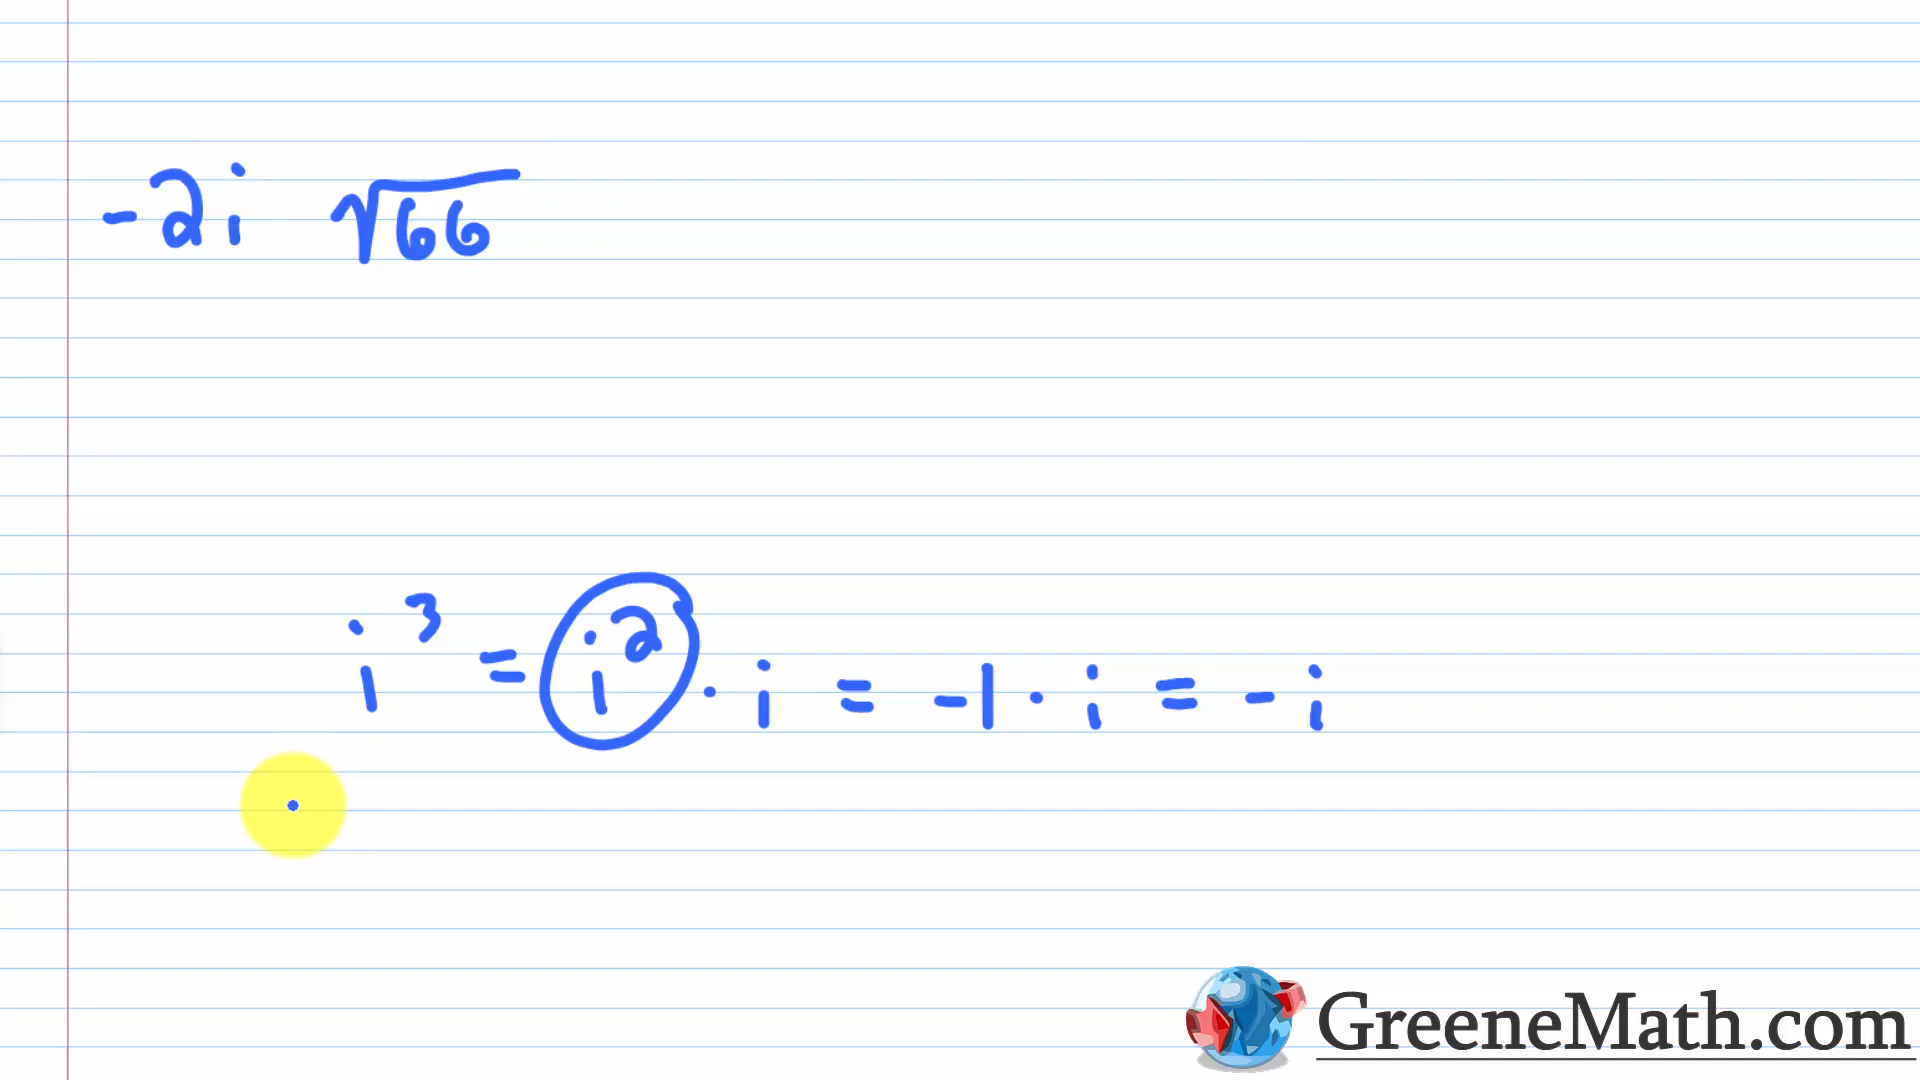 -2i √66
i³ = i² · i = -1 · i = -i
GreeneMath.com